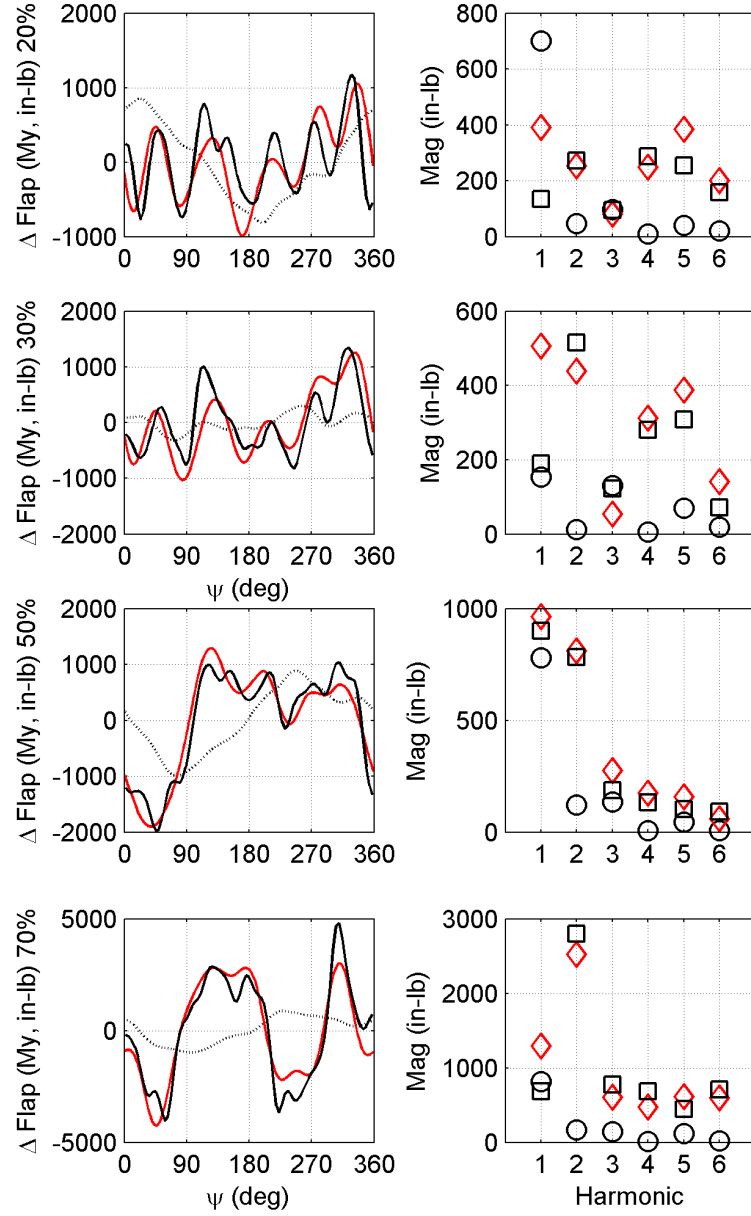 Δ Flap (My, in-lb) 20%
2000
1000
0
-1000
0 90 180 270 360
Mag (in-lb)
800
600
400
200
0
1 2 3 4 5 6
Δ Flap (My, in-lb) 30%
2000
1000
0
-1000
-2000
0 90 180 270 360
ψ (deg)
Mag (in-lb)
600
400
200
0
1 2 3 4 5 6
Δ Flap (My, in-lb) 50%
2000
1000
0
-1000
-2000
0 90 180 270 360
Mag (in-lb)
1000
500
0
1 2 3 4 5 6
Δ Flap (My, in-lb) 70%
5000
0
-5000
0 90 180 270 360
ψ (deg)
Mag (in-lb)
3000
2000
1000
0
1 2 3 4 5 6
Harmonic